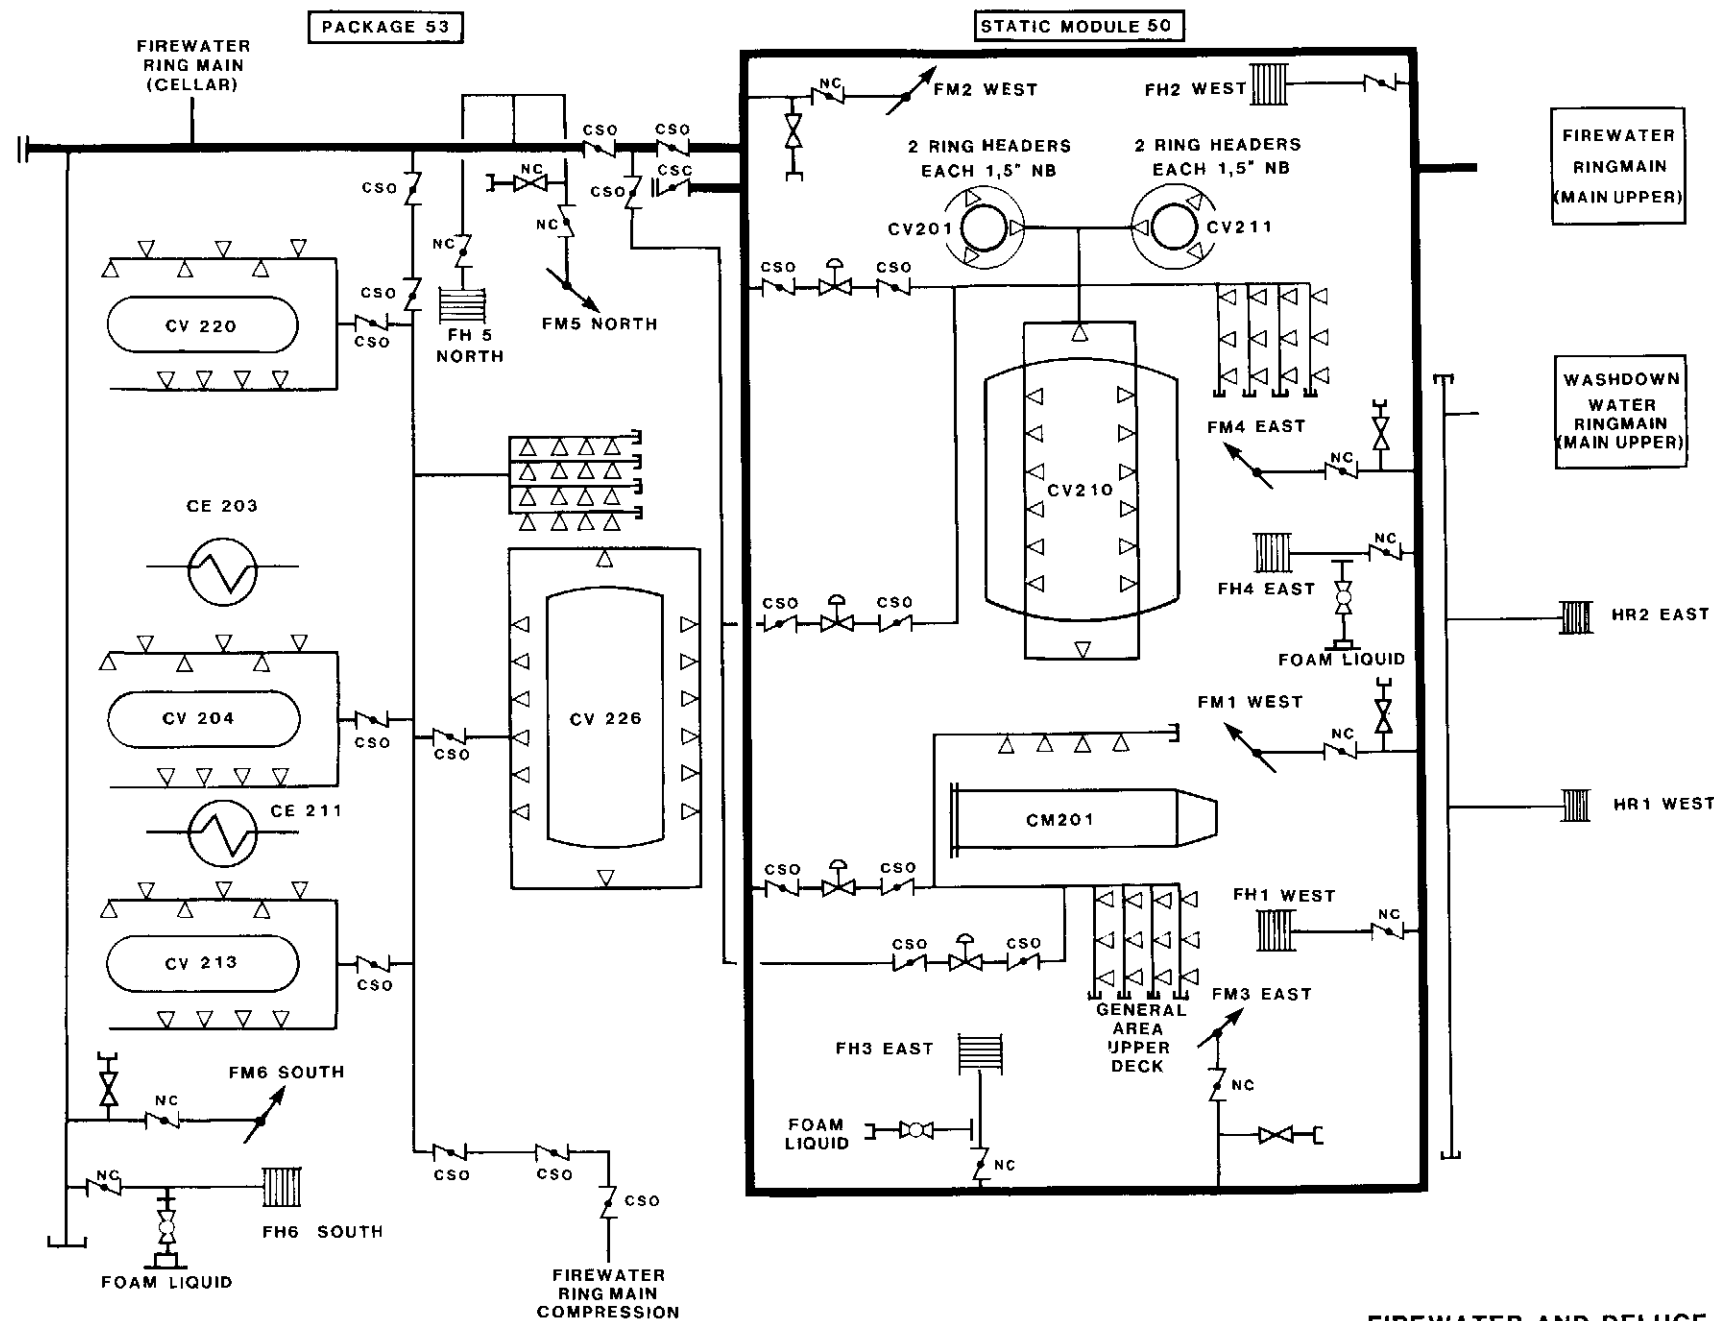 PACKAGE 53
STATIC MODULE 50
FIREWATER
RING MAIN
(CELLAR)
NC
FM2 WEST
FH2 WEST
CSO
CSO
2 RING HEADERS
EACH 1,5" NB
2 RING HEADERS
EACH 1,5" NB
FIREWATER
RINGMAIN
(MAIN UPPER)
NC
CSC
CSO
CSO
NC
NC
CV201
CV211
CSO
CSO
CSO
CV 220
CSO
FH 5
NORTH
FM5 NORTH
WASHDOWN
WATER
RINGMAIN
(MAIN UPPER)
FM4 EAST
NC
CV210
CE 203
NC
FH4 EAST
FOAM LIQUID
HR2 EAST
CSO
CSO
CV 204
CSO
CSO
CV 226
FM1 WEST
NC
CE 211
CM201
HR1 WEST
CSO
CSO
FH1 WEST
NC
CV 213
CSO
CSO
CSO
FM3 EAST
GENERAL
AREA
UPPER
DECK
FH3 EAST
FM6 SOUTH
NC
NC
FOAM
LIQUID
NC
NC
CSO
CSO
CSO
FH6 SOUTH
FOAM LIQUID
FIREWATER
RING MAIN
COMPRESSION
FIREWATER AND DELUGE